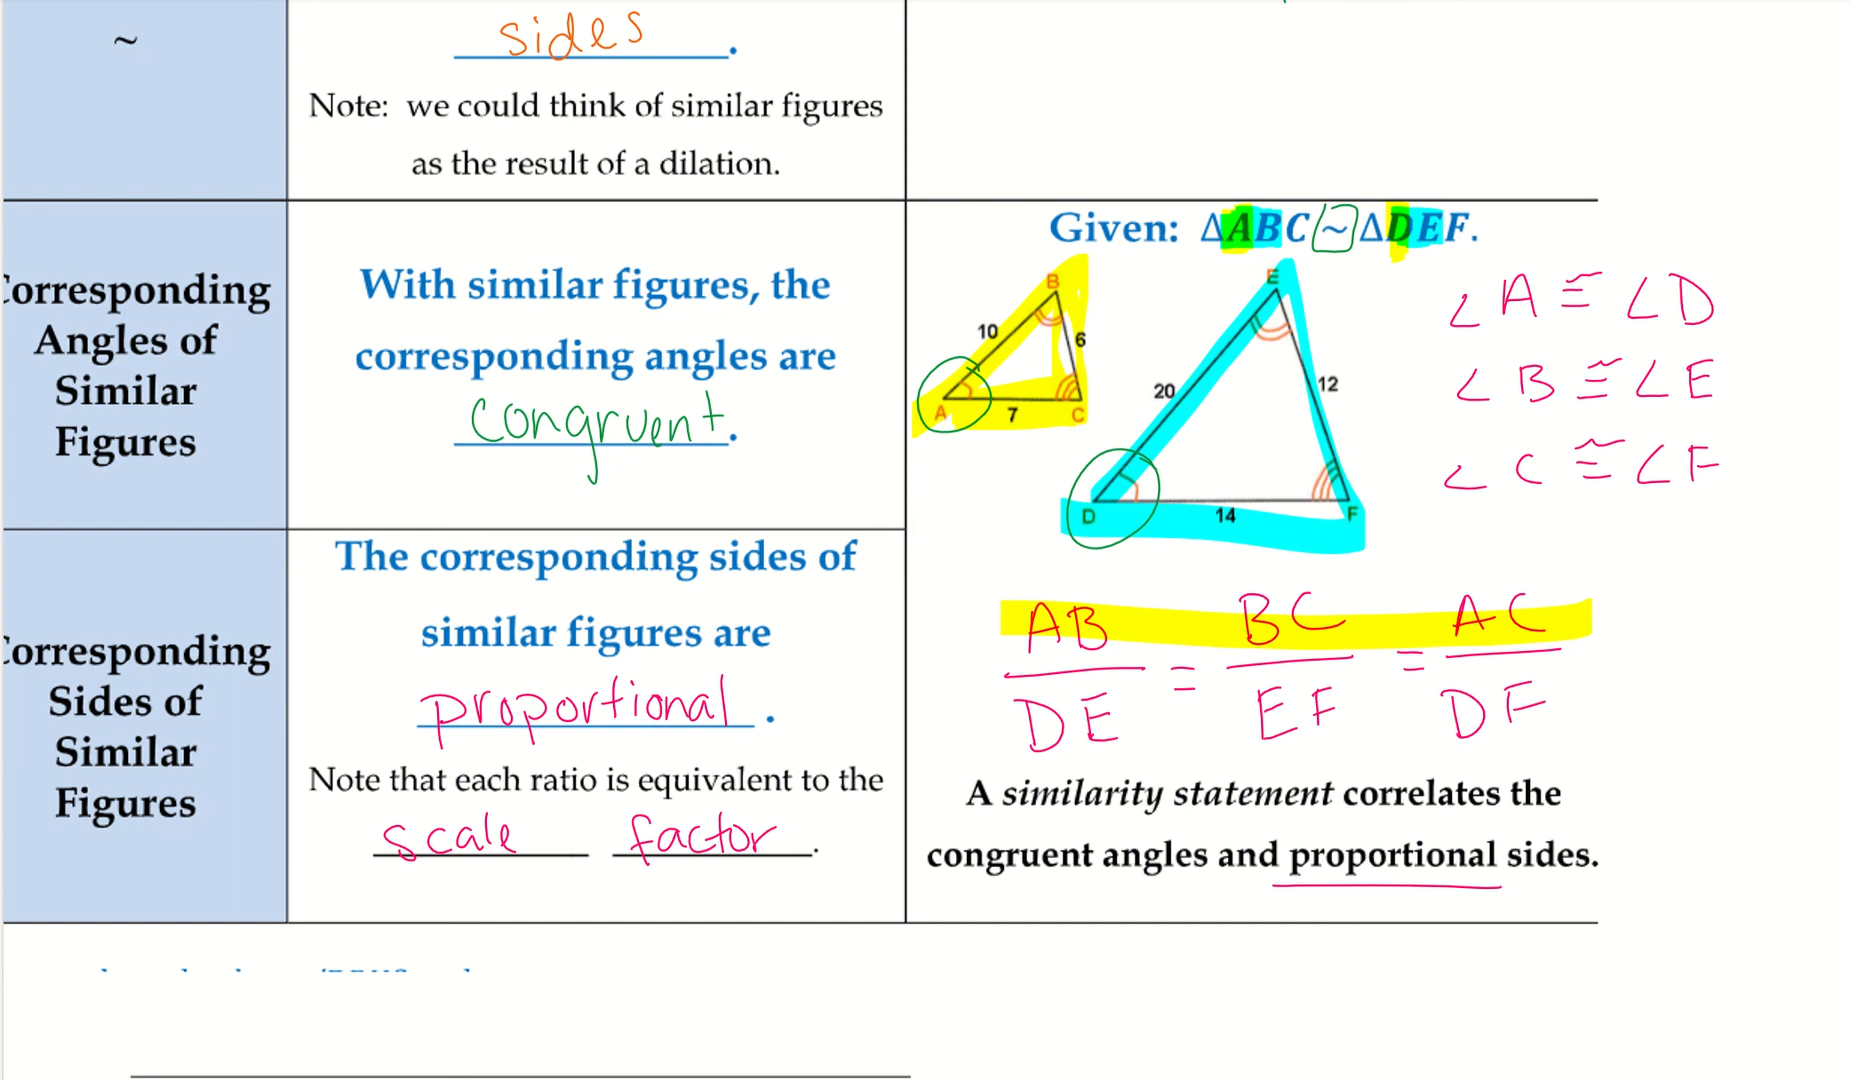 ~
sides.
Note: we could think of similar figures
as the result of a dilation.
orresponding
Angles of
Similar
Figures
With similar figures, the
corresponding angles are
congruent.
Given: ΔABC ~ ΔDEF.
B
10
6
A
7
C
E
20
12
D
14
F
∠A ≅ ∠D
∠B ≅ ∠E
∠C ≅ ∠F
orresponding
Sides of
Similar
Figures
The corresponding sides of
similar figures are
proportional.
Note that each ratio is equivalent to the
scale factor.
AB/DE = BC/EF = AC/DF
A similarity statement correlates the
congruent angles and proportional sides.